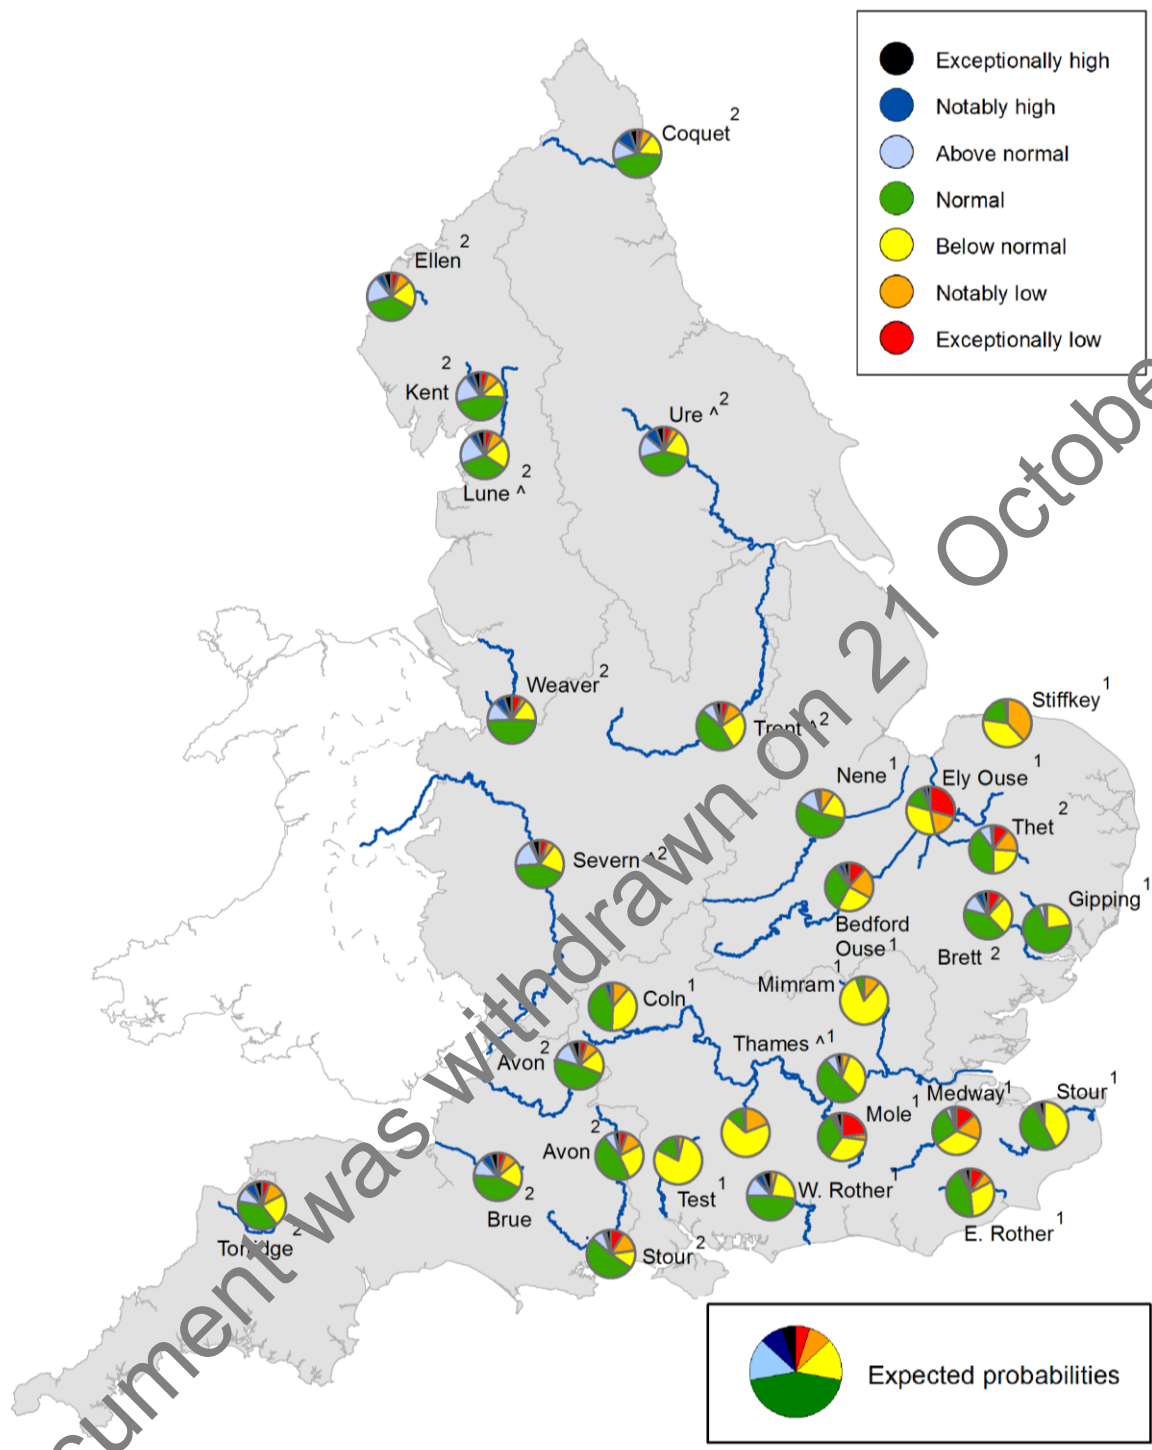 Exceptionally high
Notably high
Above normal
Normal
Below normal
Notably low
Exceptionally low
Coquet 2
Ellen 2
2
Kent
Lune ^ 2
Ure ^ 2
Weaver 2
Trent ^ 2
Stiffkey 1
Nene 1
Ely Ouse 1
Thet 2
Severn ^ 2
Gipping 1
Bedford
Ouse 1
Brett 2
Mimram 1
Coln 1
Thames ^ 1
Avon 2
Medway 1
Stour 1
Mole 1
Avon 2
Test 1
W. Rother 1
E. Rother 1
Brue 2
Torridge 2
Stour 2
Expected probabilities
cument was withdrawn on 21 October